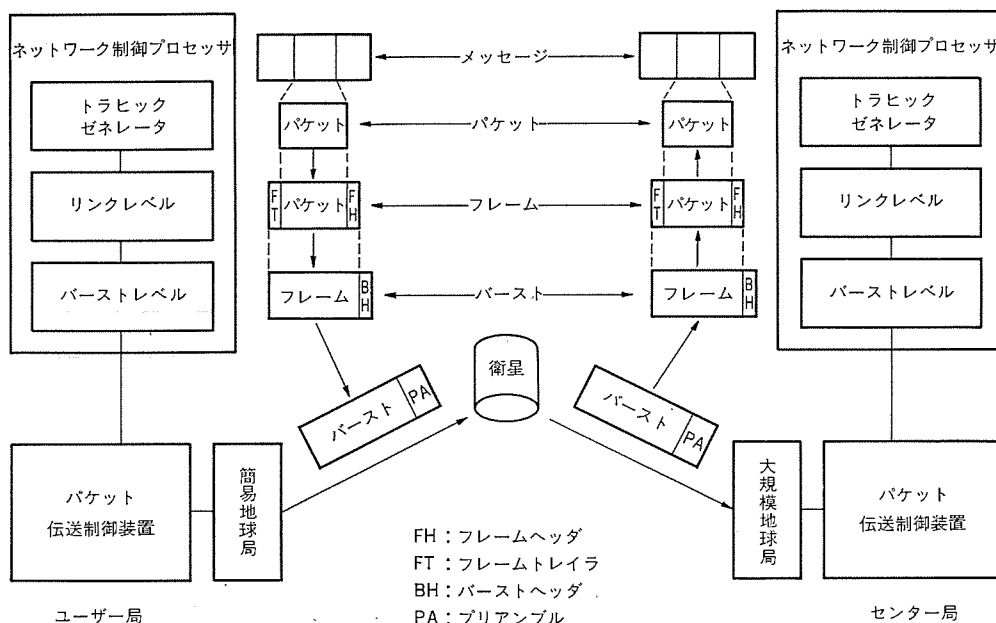 ネットワーク制御プロセッサ
トラヒック
ゼネレータ
リンクレベル
バーストレベル
パケット
伝送制御装置
簡易地球局
ユーザー局
メッセージ
パケット
パケット
パケット
FT
パケット
FH
フレーム
FT
パケット
FH
フレーム
BH
バースト
フレーム
BH
バースト
PA
衛星
バースト
PA
FH：フレームヘッダ
FT：フレームトレイラ
BH：バーストヘッダ
PA：プリアンブル
ネットワーク制御プロセッサ
トラヒック
ゼネレータ
リンクレベル
バーストレベル
大規模地球局
パケット
伝送制御装置
センター局